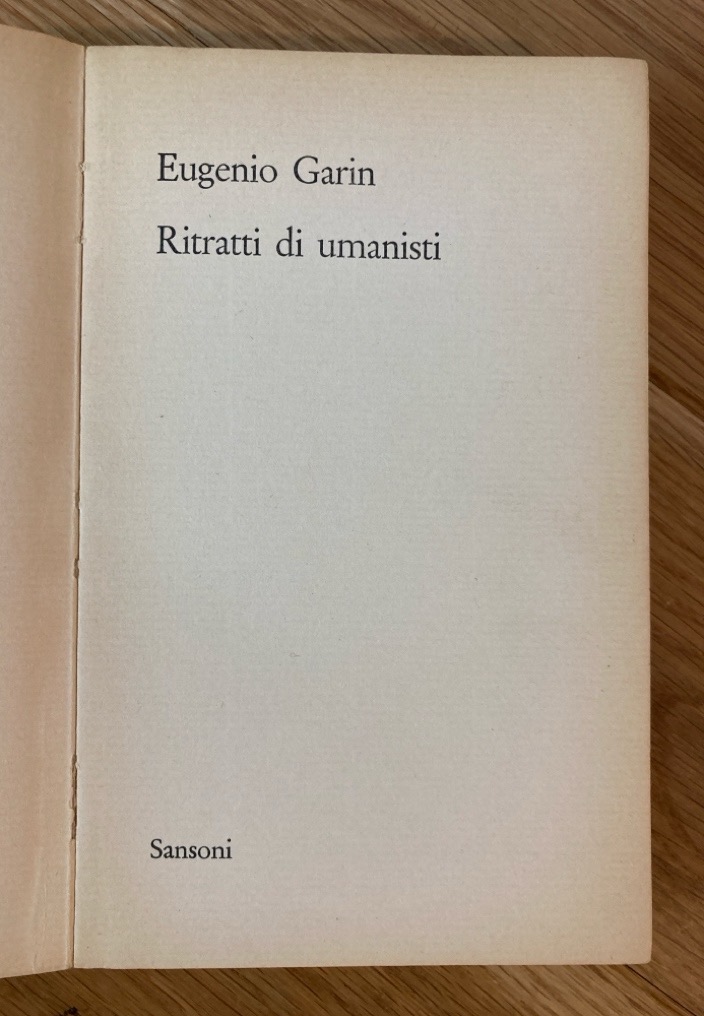 Eugenio Garin
Ritratti di umanisti
Sansoni